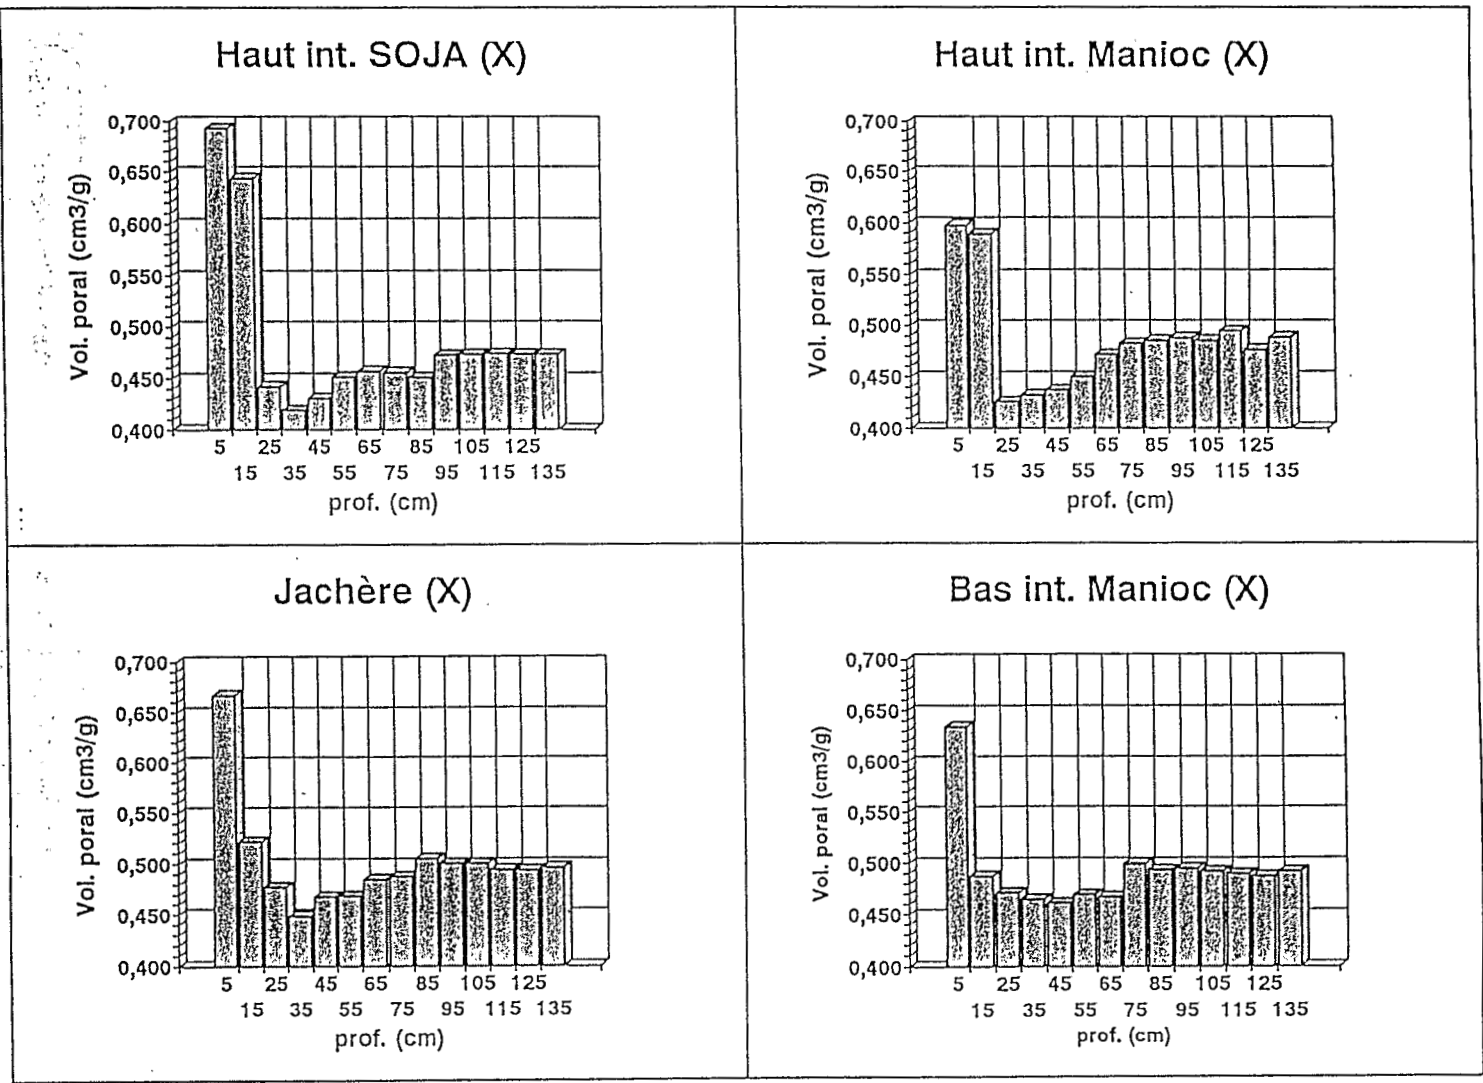 Haut int. SOJA (X)
Vol. poral (cm3/g)
0,700
0,650
0,600
0,550
0,500
0,450
0,400
5 25 45 65 85 105 125
15 35 55 75 95 115 135
prof. (cm)
Haut int. Manioc (X)
Vol. poral (cm3/g)
0,700
0,650
0,600
0,550
0,500
0,450
0,400
5 25 45 65 85 105 125
15 35 55 75 95 115 135
prof. (cm)
Jachère (X)
Vol. poral (cm3/g)
0,700
0,650
0,600
0,550
0,500
0,450
0,400
5 25 45 65 85 105 125
15 35 55 75 95 115 135
prof. (cm)
Bas int. Manioc (X)
Vol. poral (cm3/g)
0,700
0,650
0,600
0,550
0,500
0,450
0,400
5 25 45 65 85 105 125
15 35 55 75 95 115 135
prof. (cm)